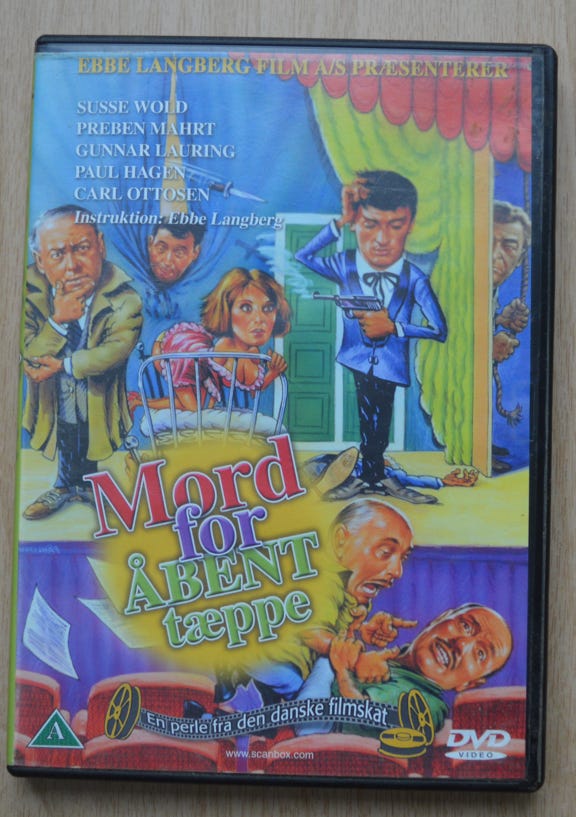 EBBE LANGBERG FILM A/S PRÆSENTERER
SUSSE WOLD
PREBEN MAHRT
GUNNAR LAURING
PAUL HAGEN
CARL OTTOSEN
Instruktion: Ebbe Langberg
Mord
for
ÅBENT
tæppe
En perle fra den danske filmskat
A
www.scanbox.com
DVD
VIDEO